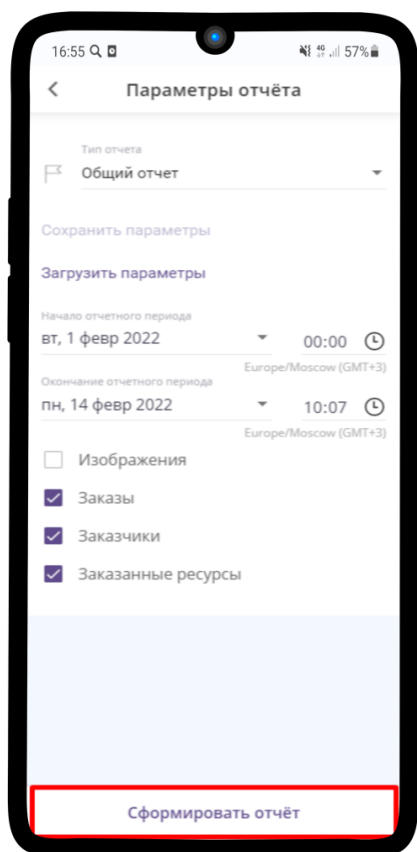 16:55 4G 57%
Параметры отчёта
Тип отчета
Общий отчет
Сохранить параметры
Загрузить параметры
Начало отчетного периода
вт, 1 февр 2022 00:00
Europe/Moscow (GMT+3)
Окончание отчетного периода
пн, 14 февр 2022 10:07
Europe/Moscow (GMT+3)
Изображения
Заказы
Заказчики
Заказанные ресурсы
Сформировать отчёт